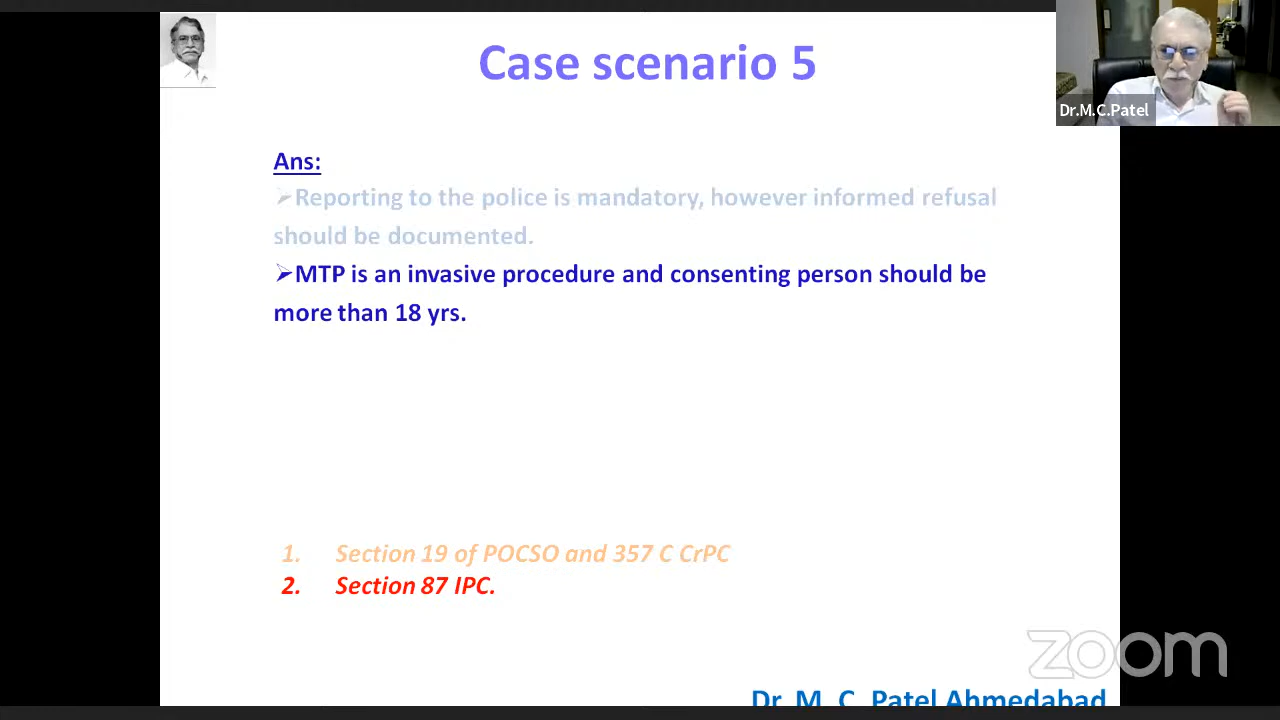 Case scenario 5
Dr.M.C.Patel
Ans:
➢Reporting to the police is mandatory, however informed refusal
should be documented.
➢MTP is an invasive procedure and consenting person should be
more than 18 yrs.
1. Section 19 of POCSO and 357 C CrPC
2. Section 87 IPC.
zoom
Dr. M. C. Patel Ahmedabad